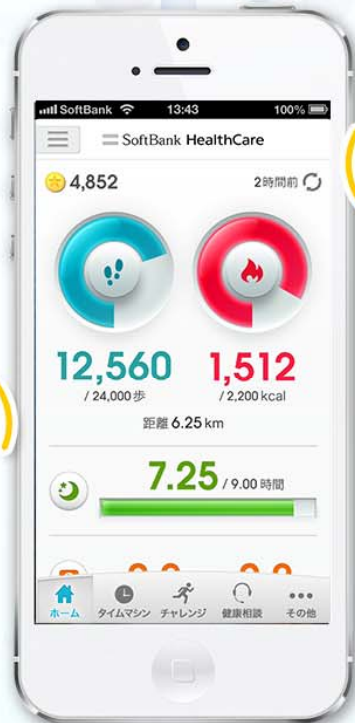 SoftBank 13:43 100%
SoftBank HealthCare
4,852 2時間前
12,560 1,512
/ 24,000 歩 / 2,200 kcal
距離 6.25 km
7.25 / 9.00 時間
ホーム タイムマシン チャレンジ 健康相談 その他